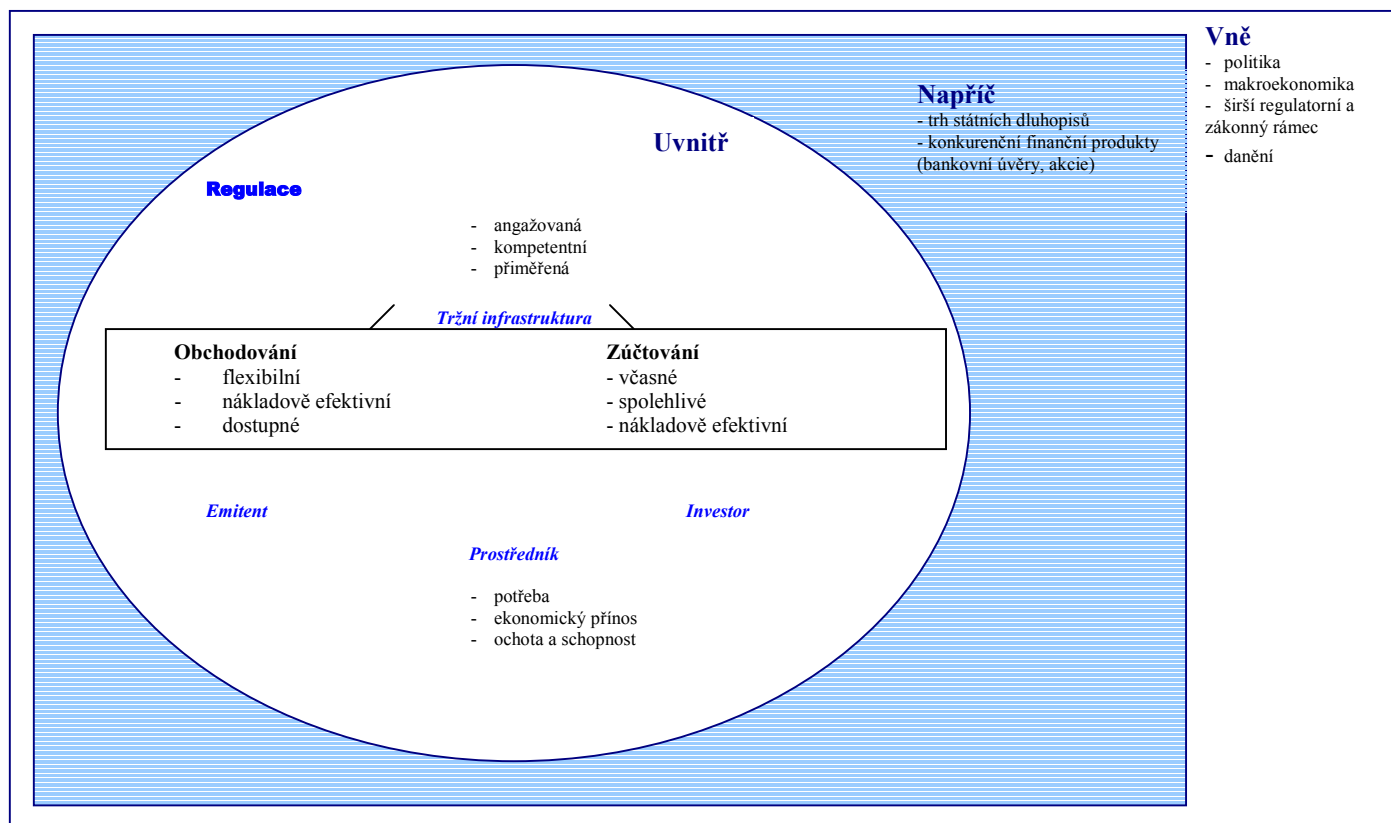 Vně
- politika
- makroekonomika
- širší regulatorní a
zákonný rámec
- danění
Napříč
- trh státních dluhopisů
- konkurenční finanční produkty
(bankovní úvěry, akcie)
Uvnitř
Regulace
- angažovaná
- kompetentní
- přiměřená
Tržní infrastruktura
Obchodování
- flexibilní
- nákladově efektivní
- dostupné
Zúčtování
- včasné
- spolehlivé
- nákladově efektivní
Emitent
Investor
Prostředník
- potřeba
- ekonomický přínos
- ochota a schopnost